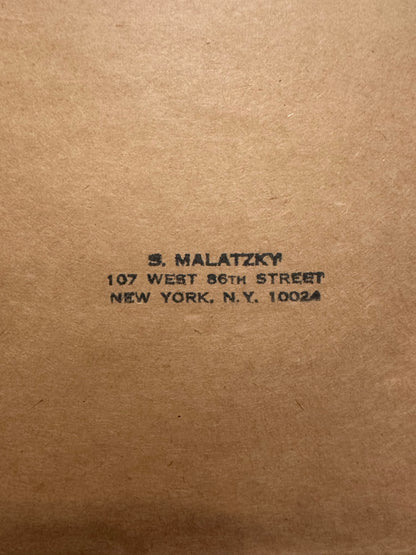 S. MALATZKY
107 WEST 86TH STREET
NEW YORK, N.Y. 10024